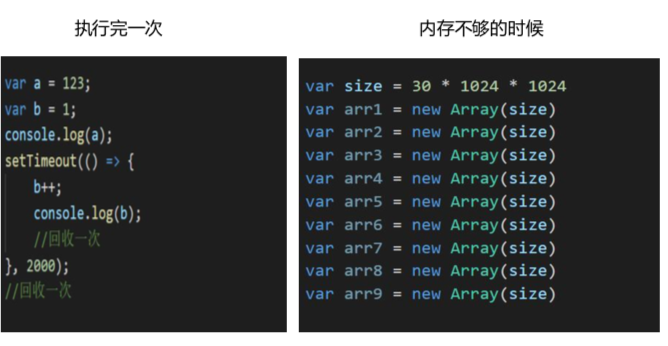 执行完一次
内存不够的时候
var a = 123;
var b = 1;
console.log(a);
setTimeout(() => {
    b++;
    console.log(b);
    //回收一次
}, 2000);
//回收一次
var size = 30 * 1024 * 1024
var arr1 = new Array(size)
var arr2 = new Array(size)
var arr3 = new Array(size)
var arr4 = new Array(size)
var arr5 = new Array(size)
var arr6 = new Array(size)
var arr7 = new Array(size)
var arr8 = new Array(size)
var arr9 = new Array(size)